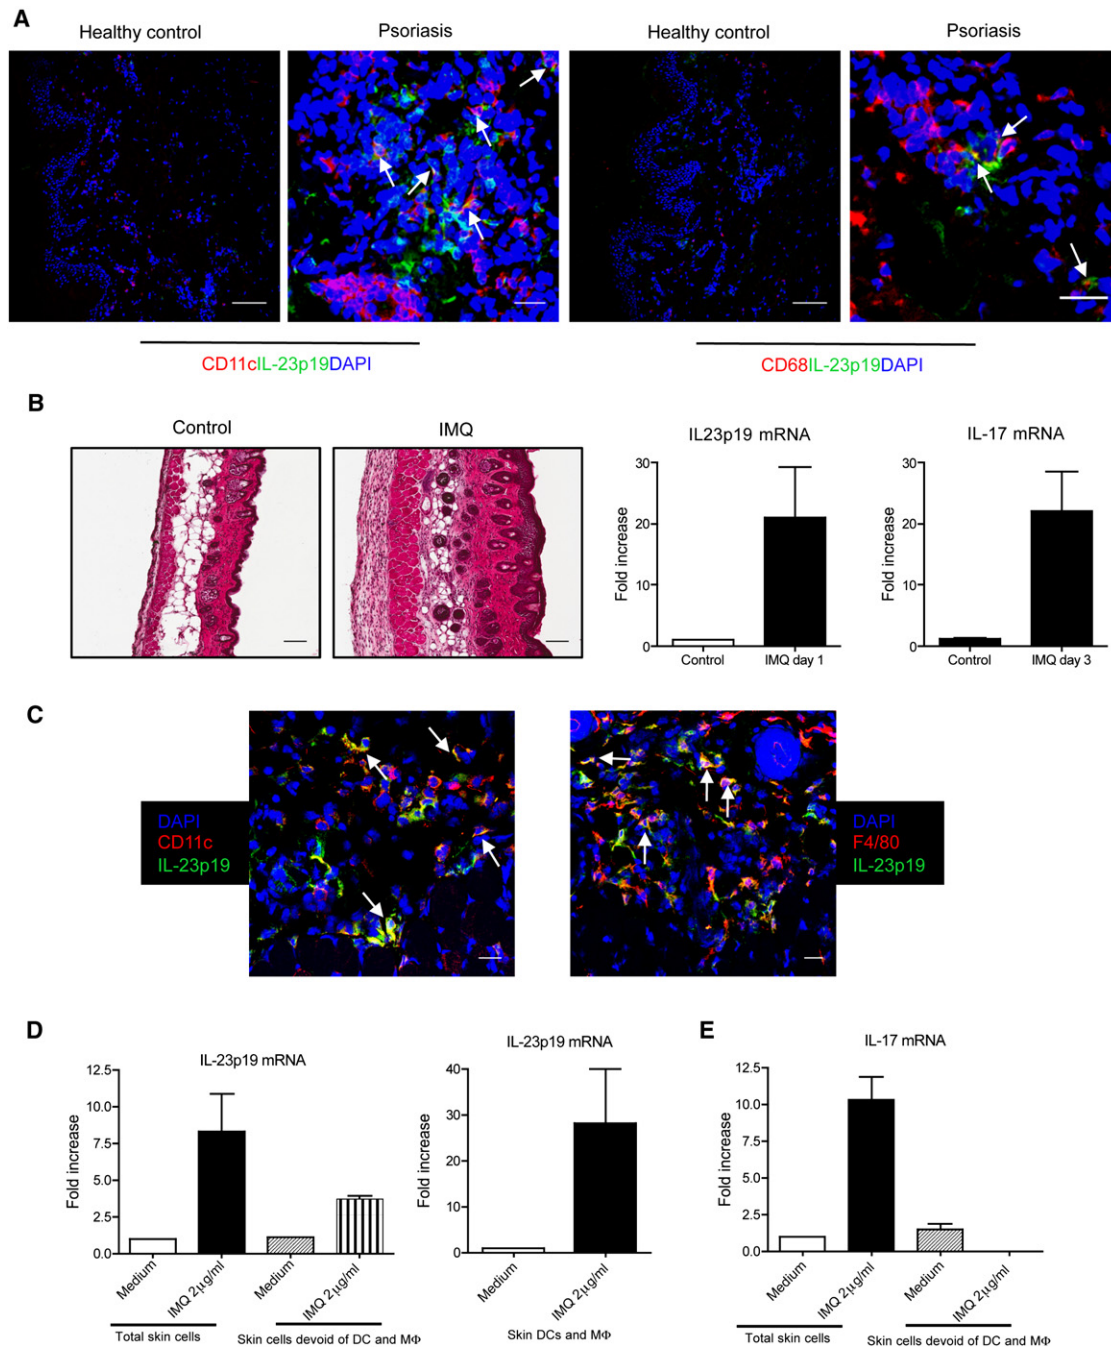 A
Healthy control
Psoriasis
Healthy control
Psoriasis
CD11cIL-23p19DAPI
CD68IL-23p19DAPI
B
Control
IMQ
IL23p19 mRNA
IL-17 mRNA
Fold increase
30
20
10
0
Control
IMQ day 1
Fold increase
30
20
10
0
Control
IMQ day 3
C
DAPI
CD11c
IL-23p19
DAPI
F4/80
IL-23p19
D
IL-23p19 mRNA
Fold increase
12.5
10.0
7.5
5.0
2.5
0.0
Medium
IMQ 2μg/ml
Medium
IMQ 2μg/ml
Total skin cells
Skin cells devoid of DC and MΦ
IL-23p19 mRNA
Fold increase
40
30
20
10
0
Medium
IMQ 2μg/ml
Skin DCs and MΦ
E
IL-17 mRNA
Fold increase
12.5
10.0
7.5
5.0
2.5
0.0
Medium
IMQ 2μg/ml
Medium
IMQ 2μg/ml
Total skin cells
Skin cells devoid of DC and MΦ